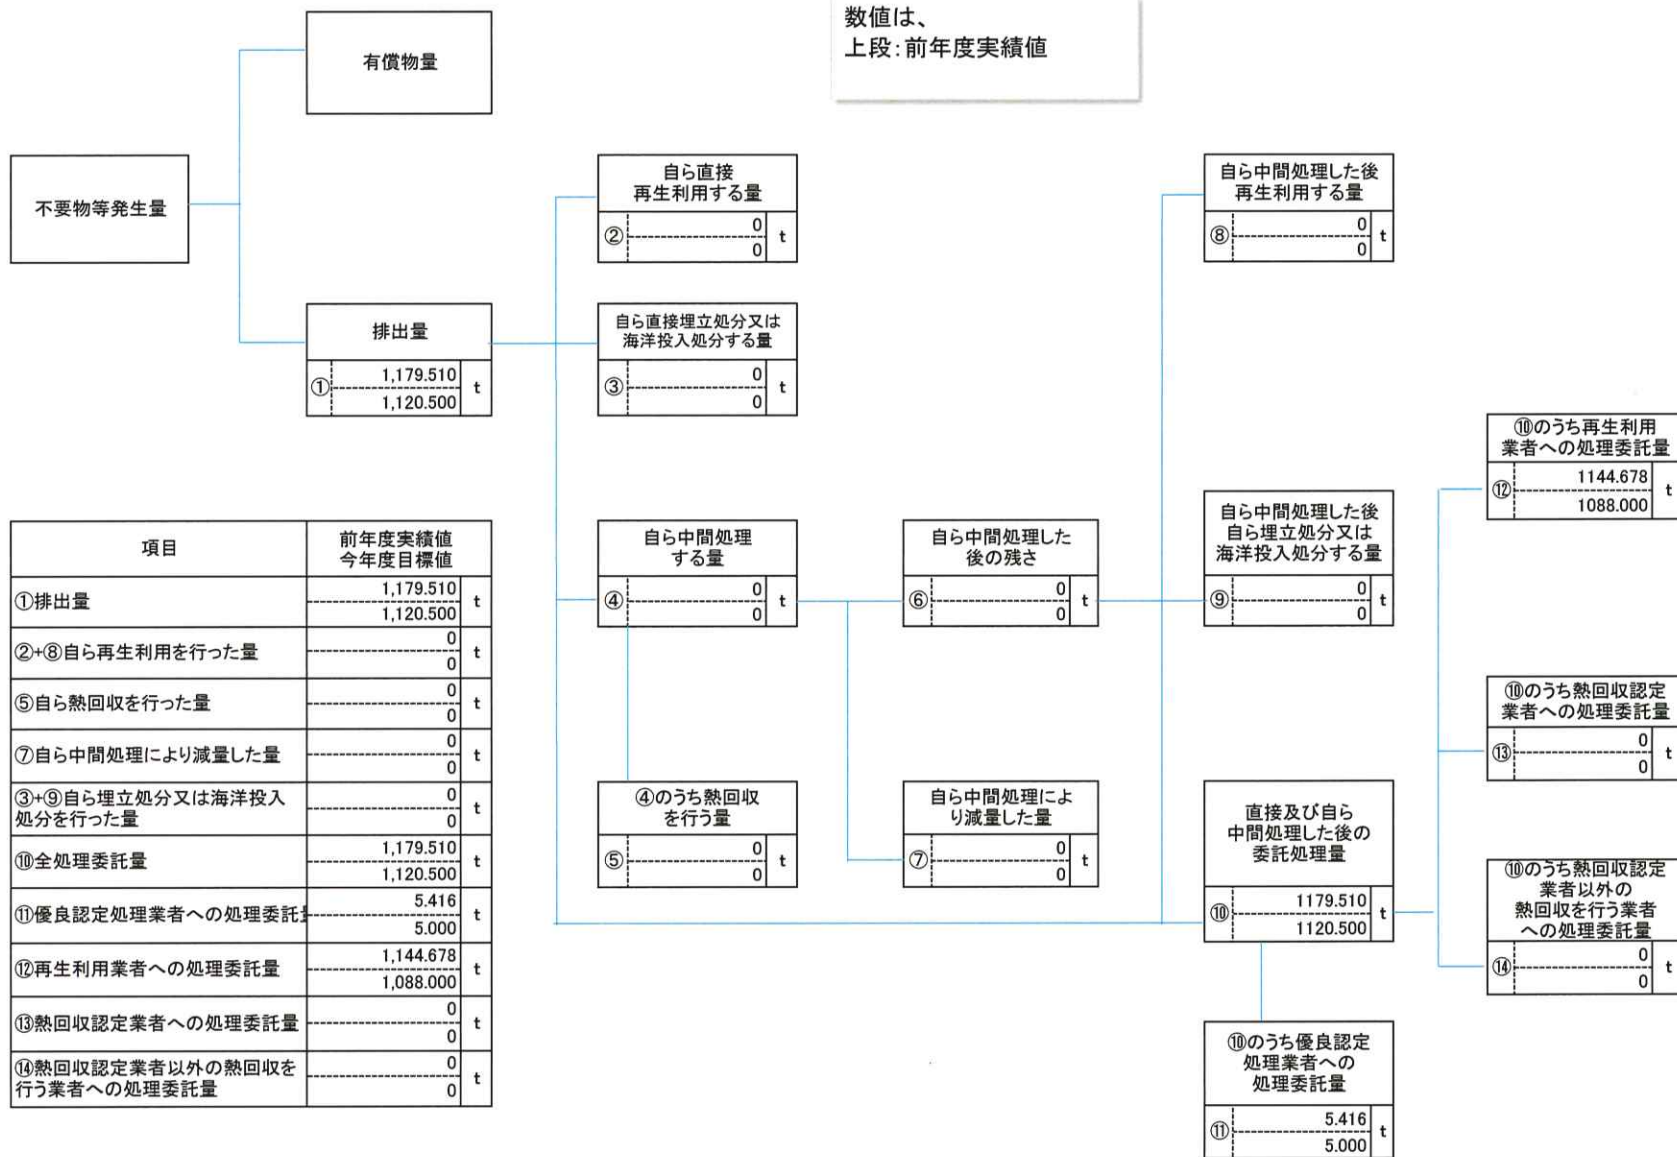 数値は、
上段：前年度実績値
有償物量
不要物等発生量
排出量
①
1,179.510
t
1,120.500
自ら直接
再生利用する量
②
0
t
0
自ら直接埋立処分又は
海洋投入処分する量
③
0
t
0
自ら中間処理
する量
④
0
t
0
④のうち熱回収
を行う量
⑤
0
t
0
自ら中間処理した
後の残さ
⑥
0
t
0
自ら中間処理によ
り減量した量
⑦
0
t
0
自ら中間処理した後
再生利用する量
⑧
0
t
0
自ら中間処理した後
自ら埋立処分又は
海洋投入処分する量
⑨
0
t
0
直接及び自ら
中間処理した後の
委託処理量
⑩
1179.510
t
1120.500
⑩のうち優良認定
処理業者への
処理委託量
⑪
5.416
t
5.000
⑩のうち再生利用
業者への処理委託量
⑫
1144.678
t
1088.000
⑩のうち熱回収認定
業者への処理委託量
⑬
0
t
0
⑩のうち熱回収認定
業者以外の
熱回収を行う業者
への処理委託量
⑭
0
t
0
項目
前年度実績値
今年度目標値
①排出量
1,179.510
t
1,120.500
②+⑧自ら再生利用を行った量
0
t
0
⑤自ら熱回収を行った量
0
t
0
⑦自ら中間処理により減量した量
0
t
0
③+⑨自ら埋立処分又は海洋投入
処分を行った量
0
t
0
⑩全処理委託量
1,179.510
t
1,120.500
⑪優良認定処理業者への処理委託
5.416
t
5.000
⑫再生利用業者への処理委託量
1,144.678
t
1,088.000
⑬熱回収認定業者への処理委託量
0
t
0
⑭熱回収認定業者以外の熱回収を
行う業者への処理委託量
0
t
0